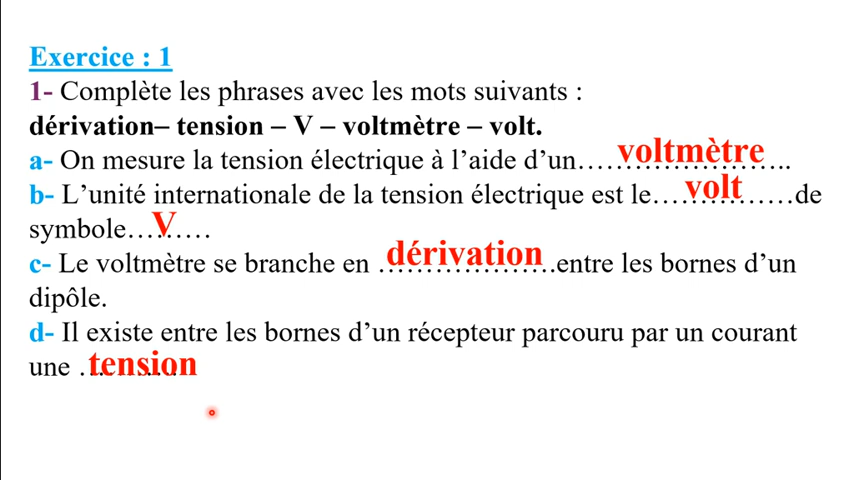 Exercice : 1
1- Complète les phrases avec les mots suivants :
dérivation– tension – V – voltmètre – volt.
a- On mesure la tension électrique à l’aide d’un…voltmètre…..
b- L’unité internationale de la tension électrique est le…volt…de
symbole…V…
c- Le voltmètre se branche en …dérivation….entre les bornes d’un
dipôle.
d- Il existe entre les bornes d’un récepteur parcouru par un courant
une …tension